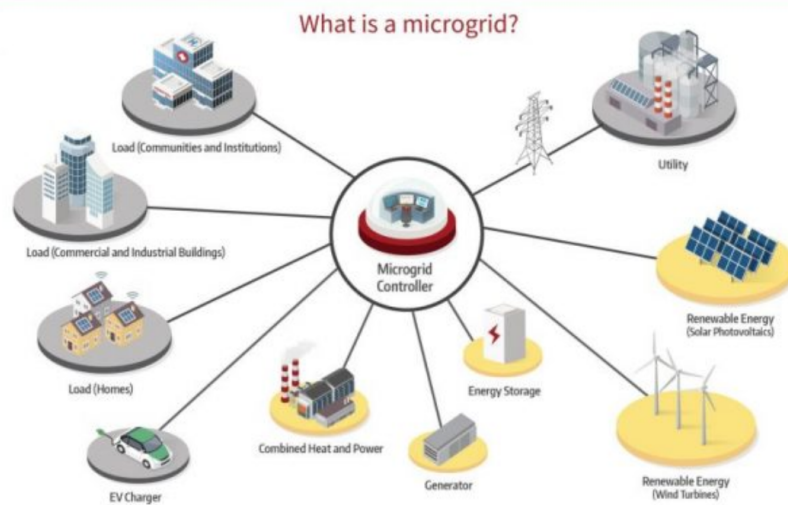 What is a microgrid?
Load (Communities and Institutions)
Utility
Load (Commercial and Industrial Buildings)
Microgrid
Controller
Renewable Energy
(Solar Photovoltaics)
Load (Homes)
Energy Storage
Combined Heat and Power
Generator
Renewable Energy
(Wind Turbines)
EV Charger